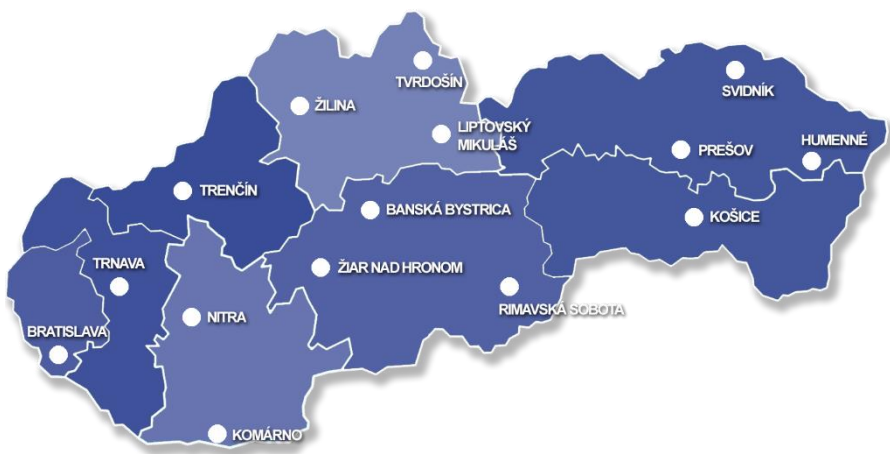 TVRDOŠÍN
SVIDNÍK
ŽILINA
LIPTOVSKÝ
MIKULÁŠ
PREŠOV
HUMENNÉ
TRENČÍN
BANSKÁ BYSTRICA
KOŠICE
TRNAVA
ŽIAR NAD HRONOM
RIMAVSKÁ SOBOTA
NITRA
BRATISLAVA
KOMÁRNO